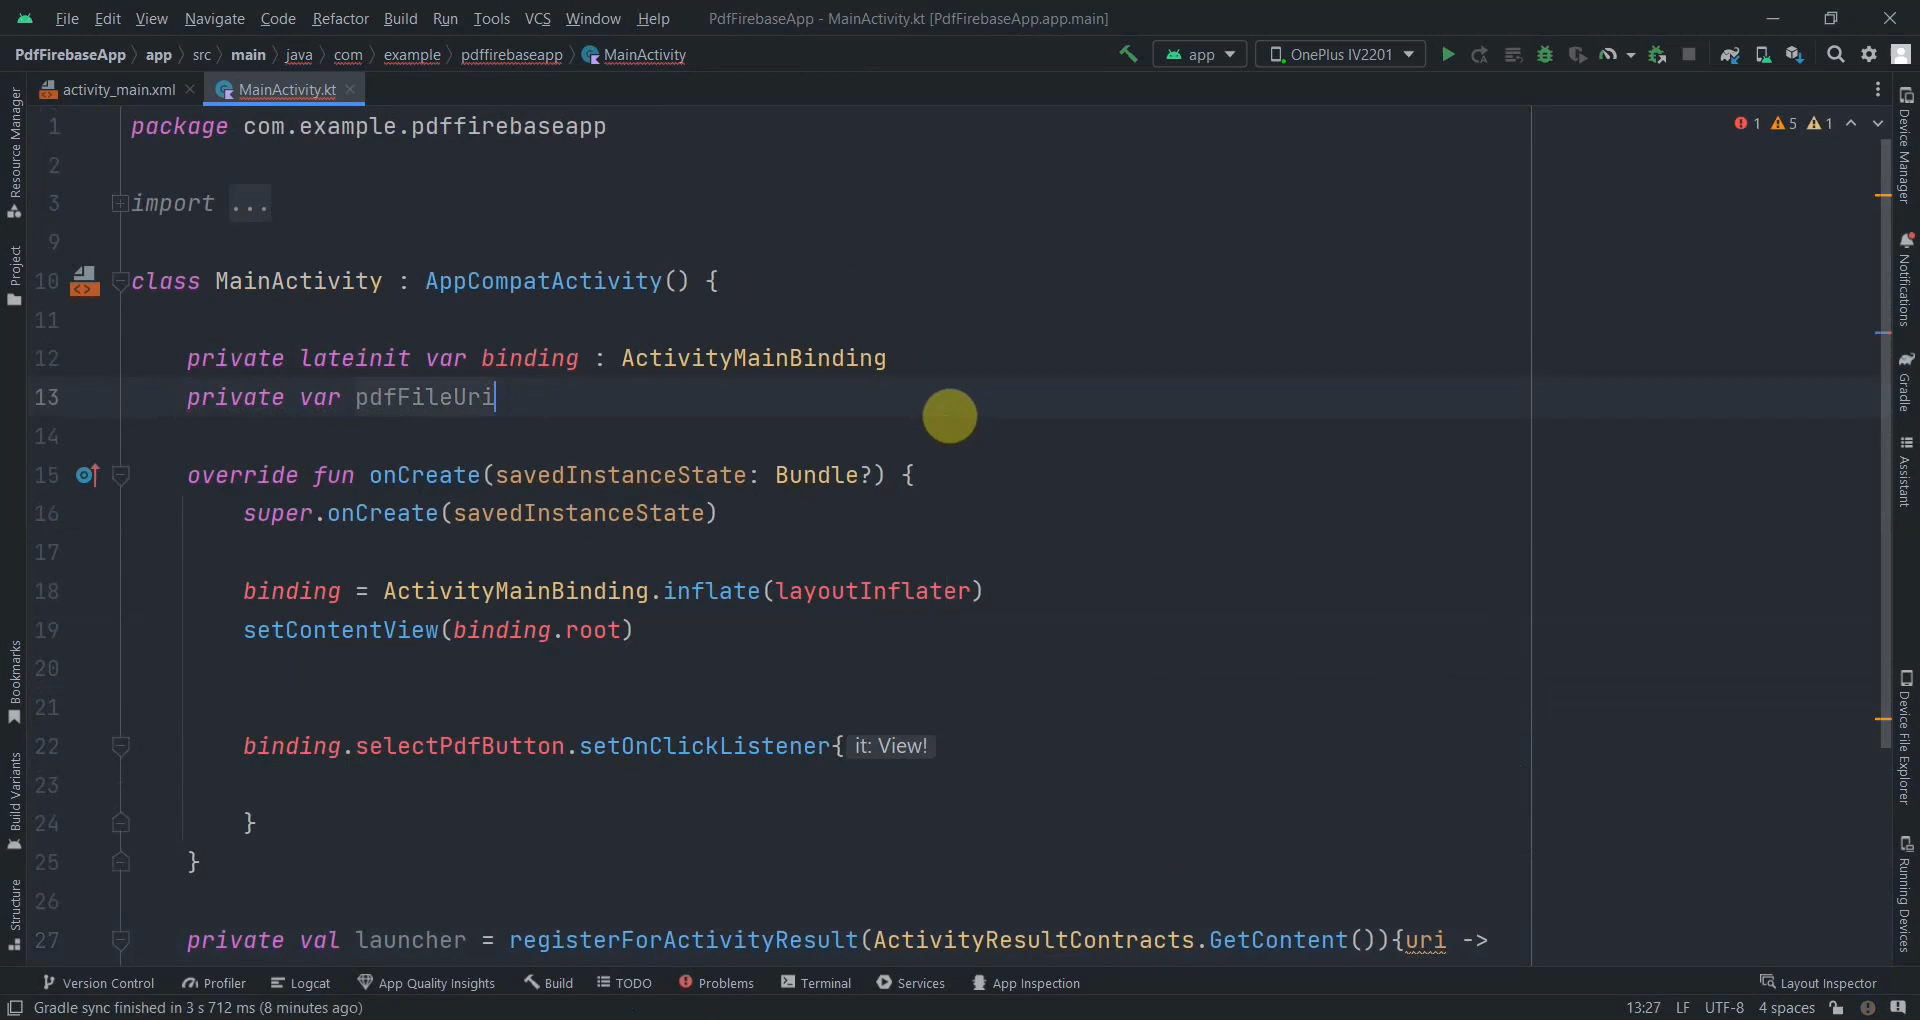 File Edit View Navigate Code Refactor Build Run Tools VCS Window Help PdfFirebaseApp - MainActivity.kt [PdfFirebaseApp.app.main]
PdfFirebaseApp app src main java com example pdffirebaseapp MainActivity app OnePlus IV2201
activity_main.xml MainActivity.kt
1 package com.example.pdffirebaseapp 1 5 1
2
3 import ...
9
10 class MainActivity : AppCompatActivity() {
11
12 private lateinit var binding : ActivityMainBinding
13 private var pdfFileUri
14
15 override fun onCreate(savedInstanceState: Bundle?) {
16 super.onCreate(savedInstanceState)
17
18 binding = ActivityMainBinding.inflate(layoutInflater)
19 setContentView(binding.root)
20
21
22 binding.selectPdfButton.setOnClickListener{ it: View!
23
24 }
25 }
26
27 private val launcher = registerForActivityResult(ActivityResultContracts.GetContent()){uri ->
Resource Manager
Project
Bookmarks
Build Variants
Structure
Device Manager
Notifications
Gradle
Assistant
Device File Explorer
Running Devices
Version Control Profiler Logcat App Quality Insights Build TODO Problems Terminal Services App Inspection Layout Inspector
Gradle sync finished in 3 s 712 ms (8 minutes ago) 13:27 LF UTF-8 4 spaces